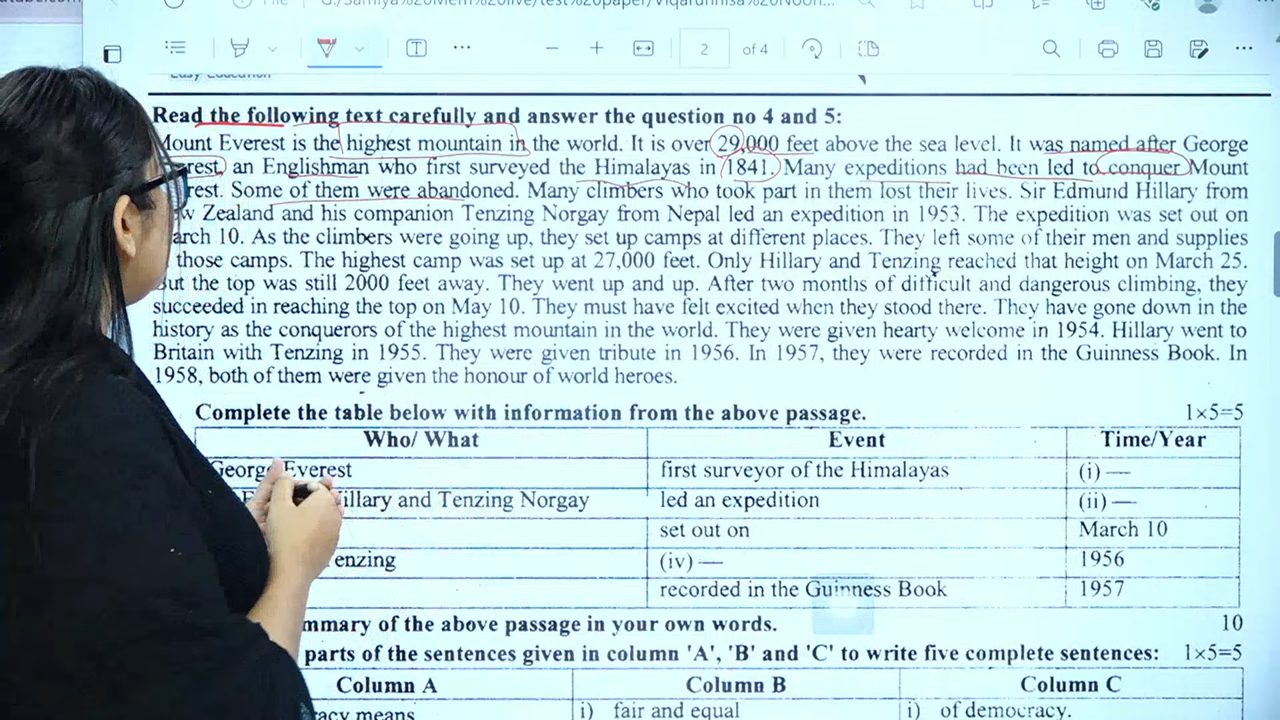 2 of 4
Easy Education
Read the following text carefully and answer the question no 4 and 5:
Mount Everest is the highest mountain in the world. It is over 29,000 feet above the sea level. It was named after George
an Englishman who first surveyed the Himalayas in 1841. Many expeditions had been led to conquer Mount
Some of them were abandoned. Many climbers who took part in them lost their lives. Sir Edmund Hillary from
Zealand and his companion Tenzing Norgay from Nepal led an expedition in 1953. The expedition was set out on
March 10. As the climbers were going up, they set up camps at different places. They left some of their men and supplies
those camps. The highest camp was set up at 27,000 feet. Only Hillary and Tenzing reached that height on March 25.
But the top was still 2000 feet away. They went up and up. After two months of difficult and dangerous climbing, they
succeeded in reaching the top on May 10. They must have felt excited when they stood there. They have gone down in the
history as the conquerors of the highest mountain in the world. They were given hearty welcome in 1954. Hillary went to
Britain with Tenzing in 1955. They were given tribute in 1956. In 1957, they were recorded in the Guinness Book. In
1958, both of them were given the honour of world heroes.
Complete the table below with information from the above passage. 1×5=5
Who/ What Event Time/Year
George Everest first surveyor of the Himalayas (i) —
Hillary and Tenzing Norgay led an expedition (ii) —
set out on March 10
Tenzing (iv) — 1956
recorded in the Guinness Book 1957
summary of the above passage in your own words. 10
parts of the sentences given in column 'A', 'B' and 'C' to write five complete sentences: 1×5=5
Column A Column B Column C
means i) fair and equal i) of democracy.